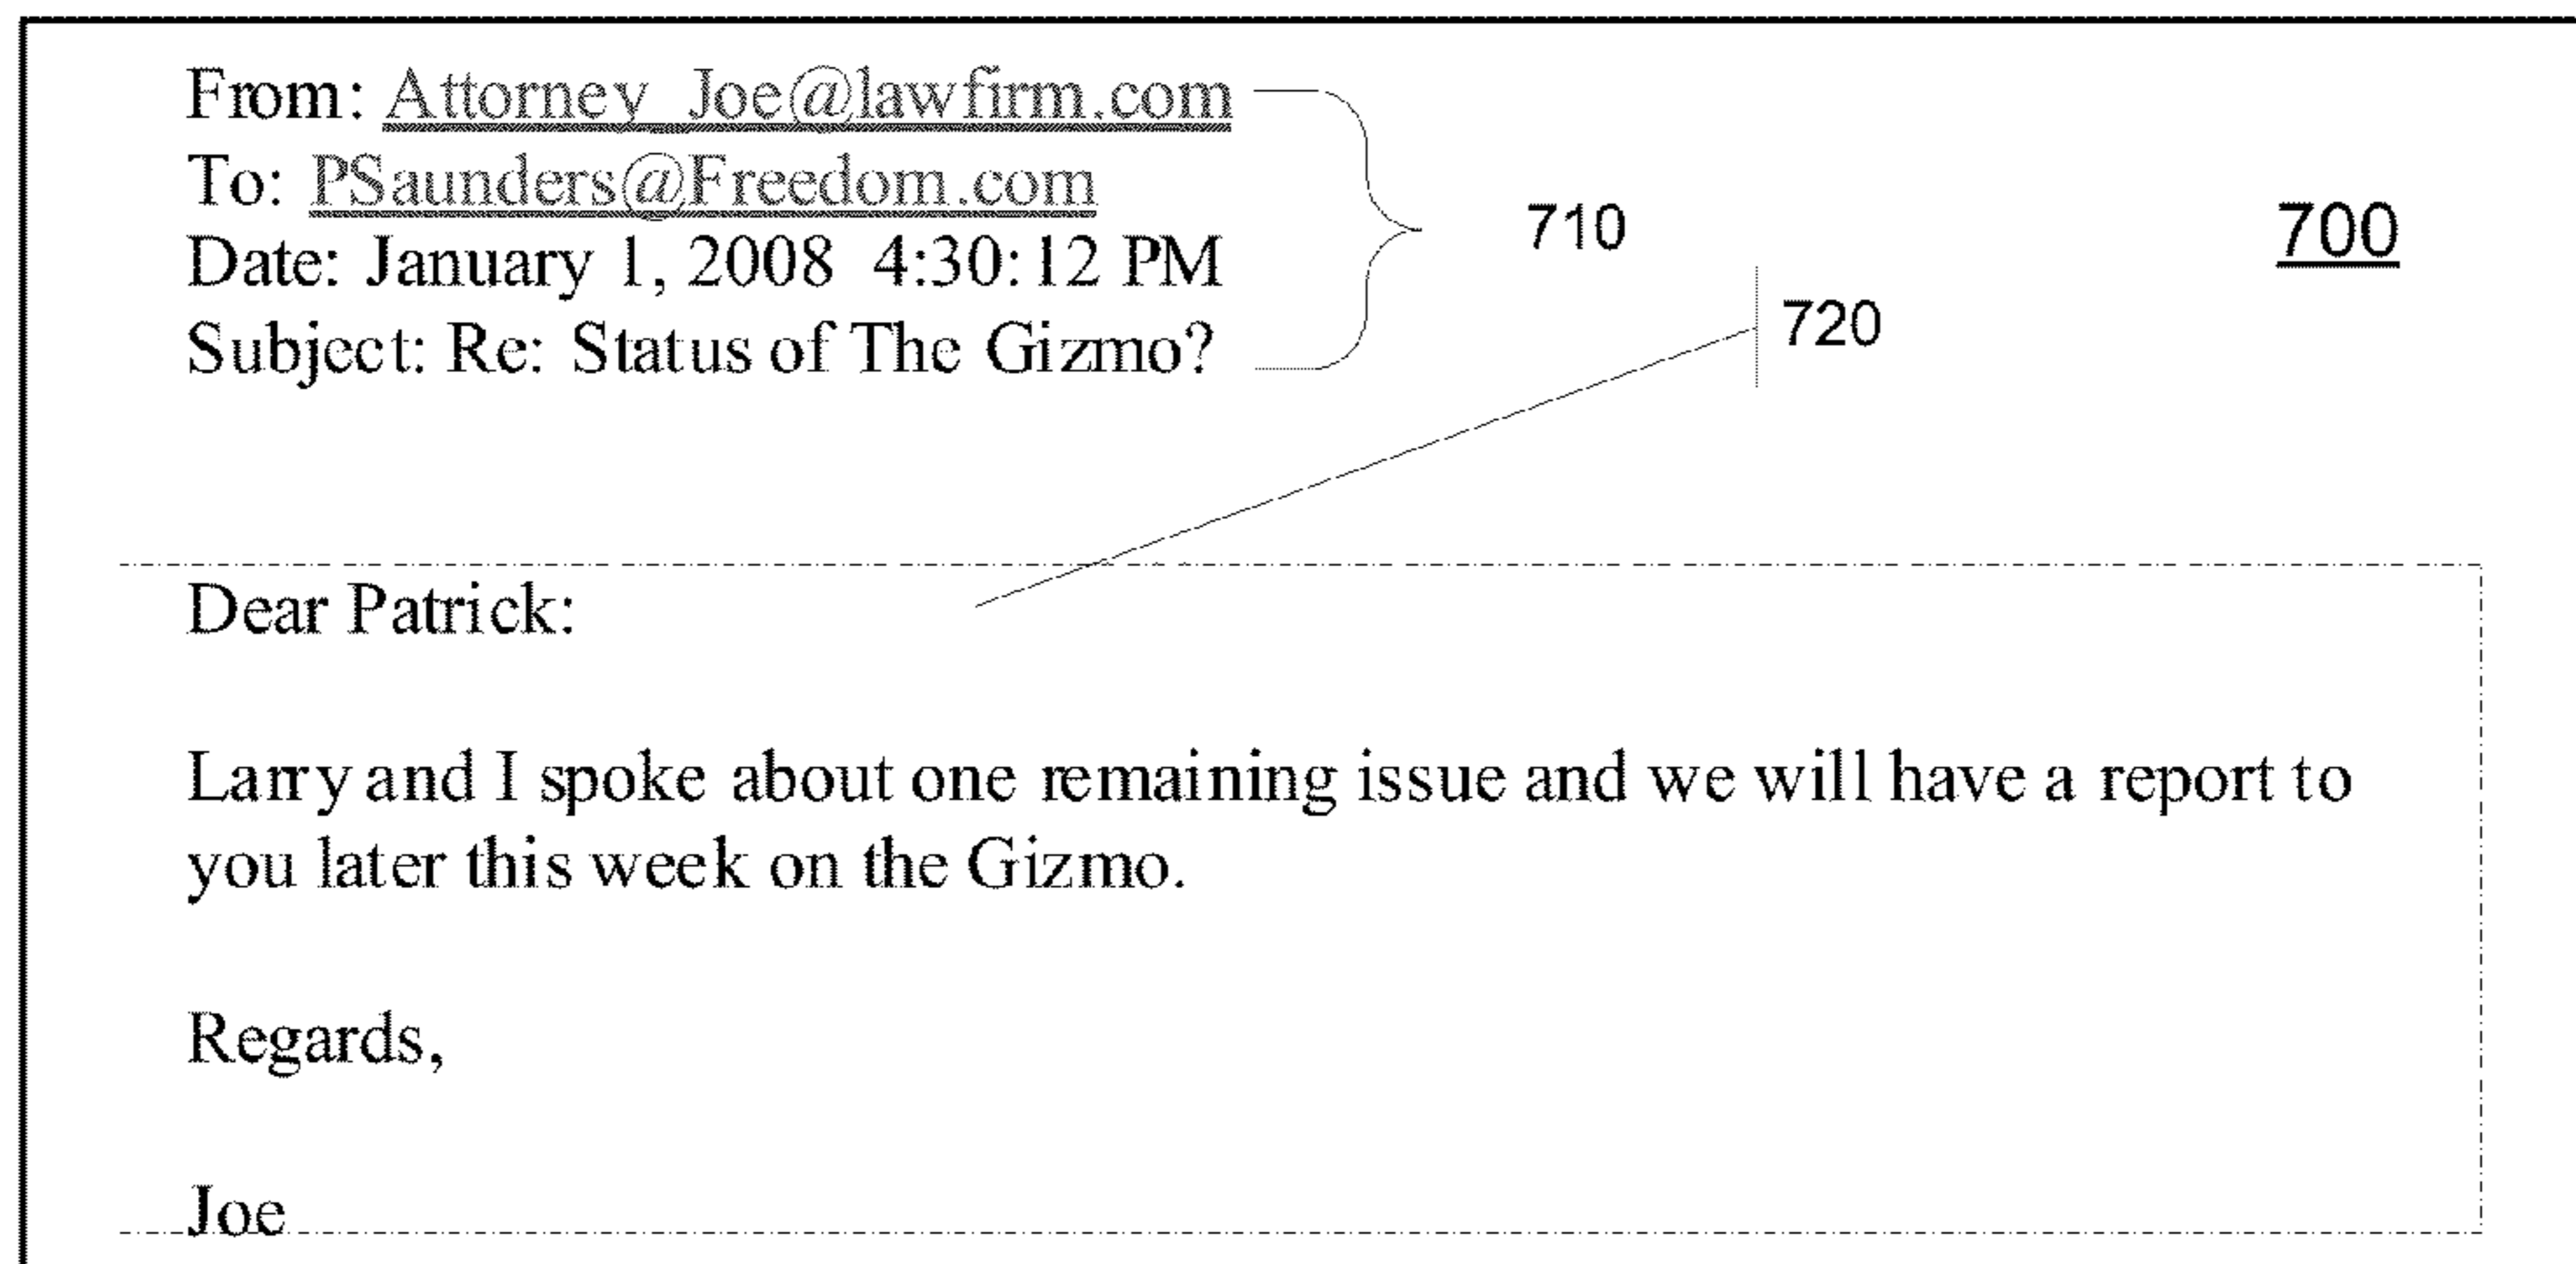 From: Attorney_Joe@lawfirm.com
To: PSaunders@Freedom.com
Date: January 1, 2008 4:30:12 PM
Subject: Re: Status of The Gizmo?
710
700
720
Dear Patrick:
Larry and I spoke about one remaining issue and we will have a report to
you later this week on the Gizmo.
Regards,
Joe